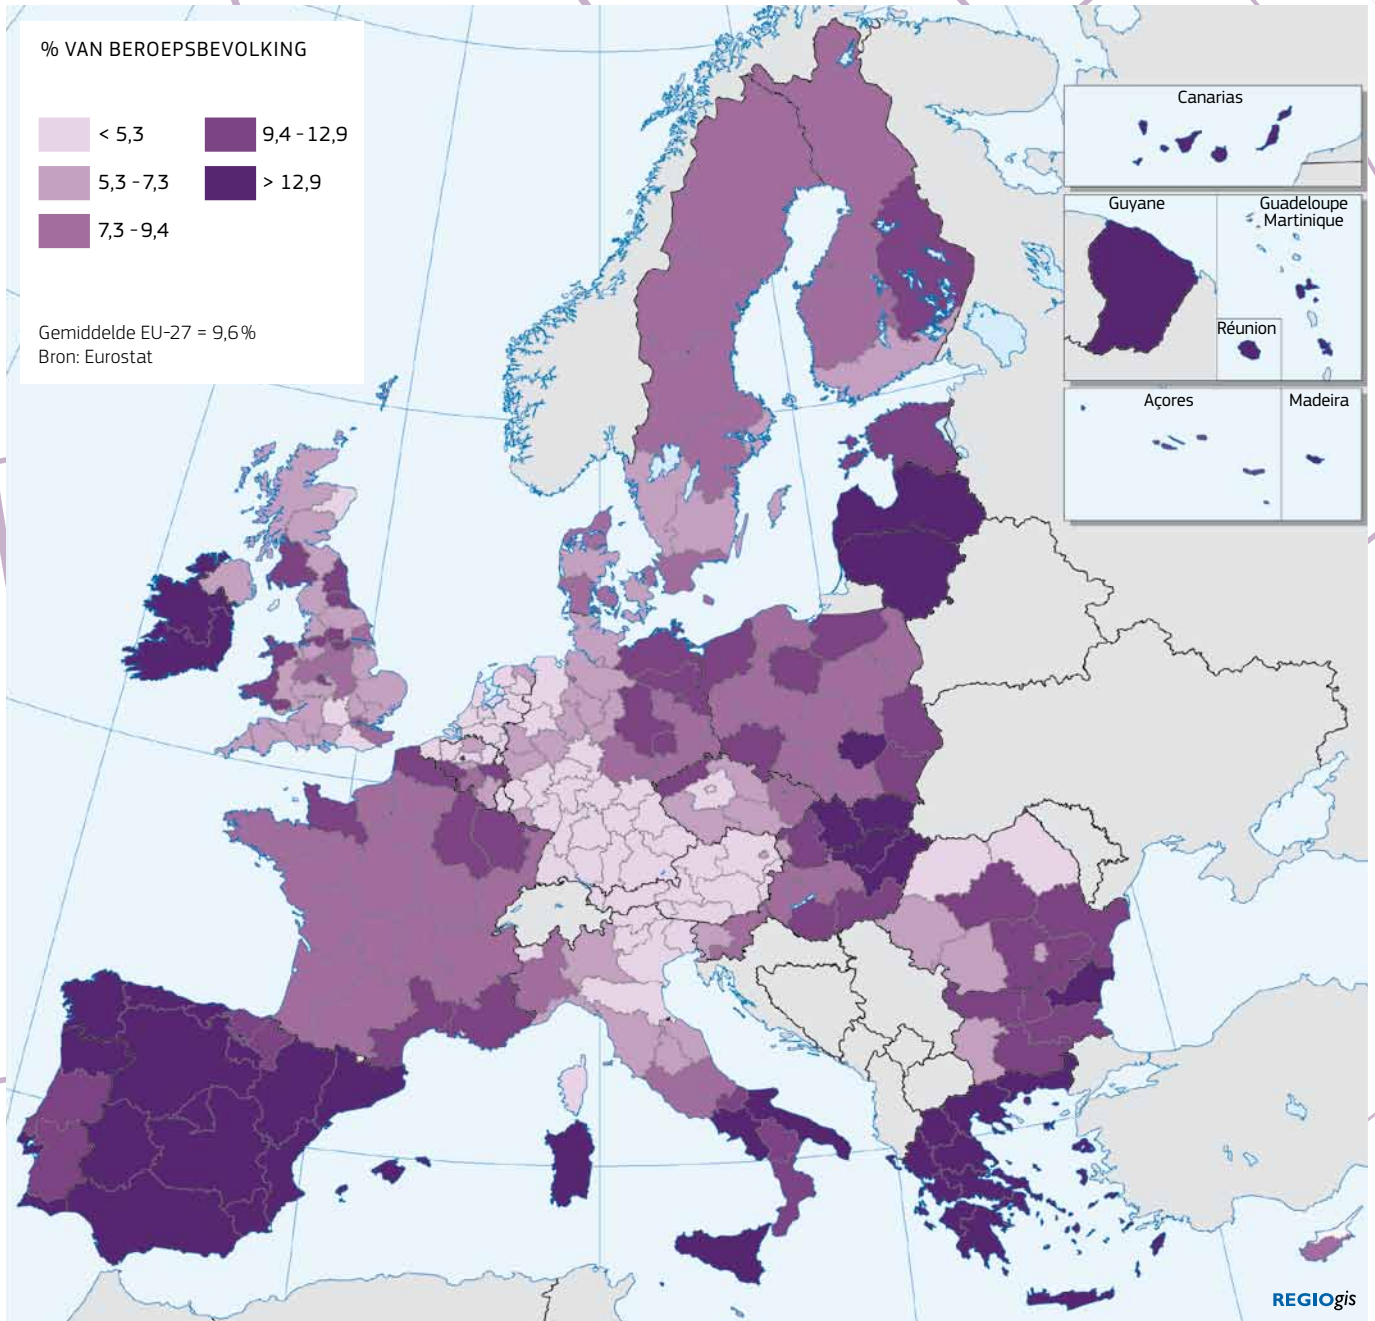 % VAN BEROEPSBEVOLKING
< 5,3
5,3 - 7,3
7,3 - 9,4
9,4 - 12,9
> 12,9
Gemiddelde EU-27 = 9,6 %
Bron: Eurostat
Canarias
Guyane
Guadeloupe
Martinique
Réunion
Açores
Madeira
REGIOgis